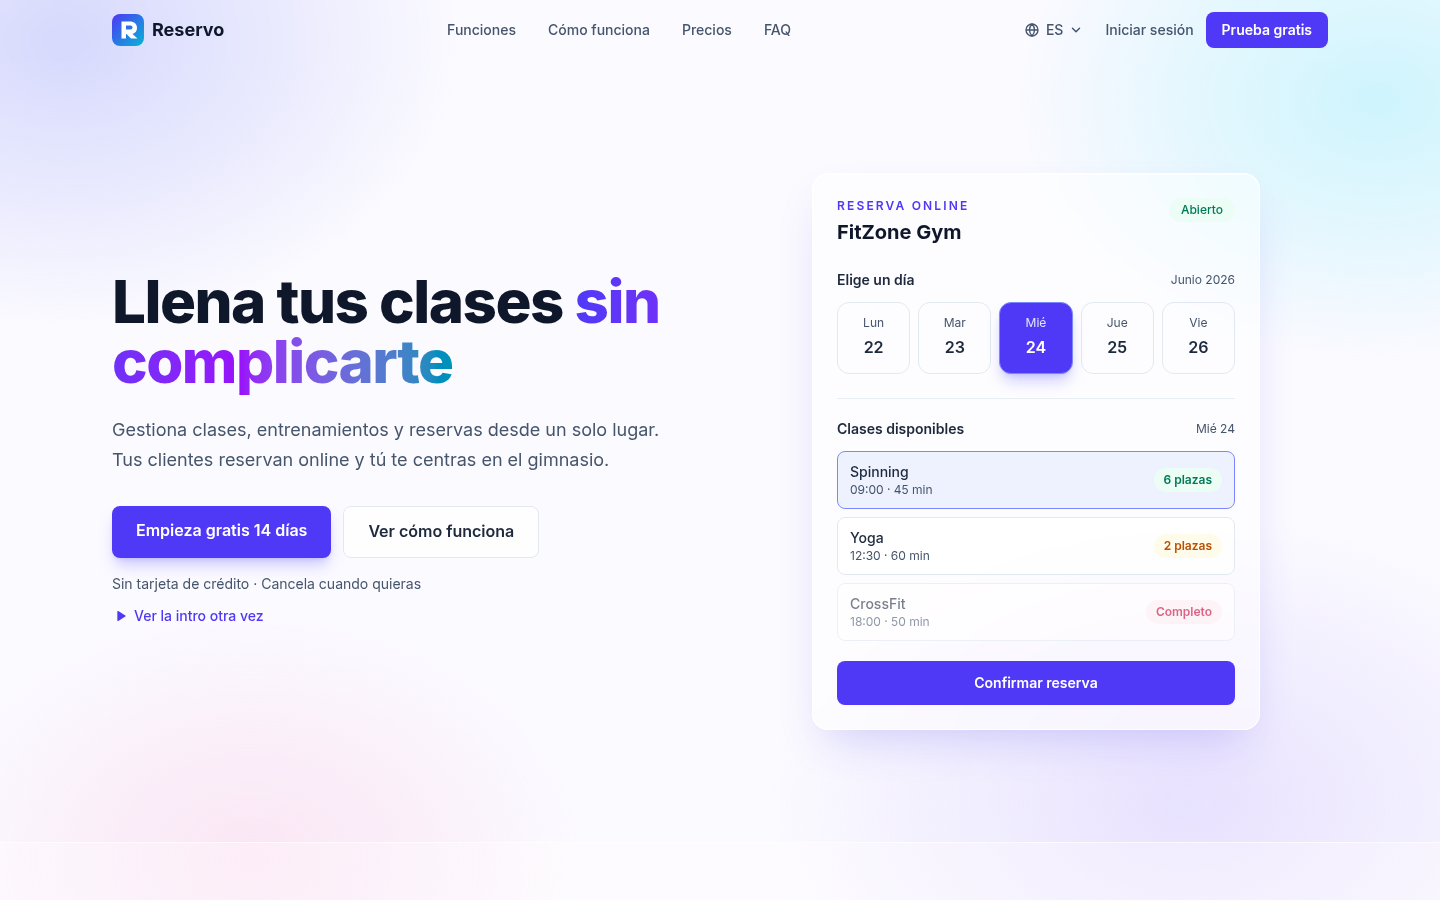 Reservo
Funciones
Cómo funciona
Precios
FAQ
ES
Iniciar sesión
Prueba gratis
Llena tus clases sin
complicarte
Gestiona clases, entrenamientos y reservas desde un solo lugar.
Tus clientes reservan online y tú te centras en el gimnasio.
Empieza gratis 14 días
Ver cómo funciona
Sin tarjeta de crédito · Cancela cuando quieras
Ver la intro otra vez
RESERVA ONLINE
Abierto
FitZone Gym
Elige un día
Junio 2026
Lun
22
Mar
23
Mié
24
Jue
25
Vie
26
Clases disponibles
Mié 24
Spinning
09:00 · 45 min
6 plazas
Yoga
12:30 · 60 min
2 plazas
CrossFit
18:00 · 50 min
Completo
Confirmar reserva